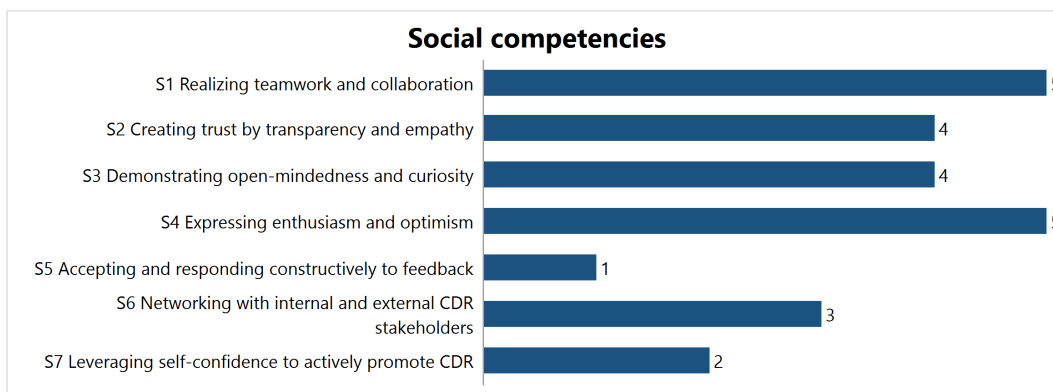 Social competencies
S1 Realizing teamwork and collaboration
S2 Creating trust by transparency and empathy
4
S3 Demonstrating open-mindedness and curiosity
4
S4 Expressing enthusiasm and optimism
S5 Accepting and responding constructively to feedback
1
S6 Networking with internal and external CDR
stakeholders
3
S7 Leveraging self-confidence to actively promote CDR
2